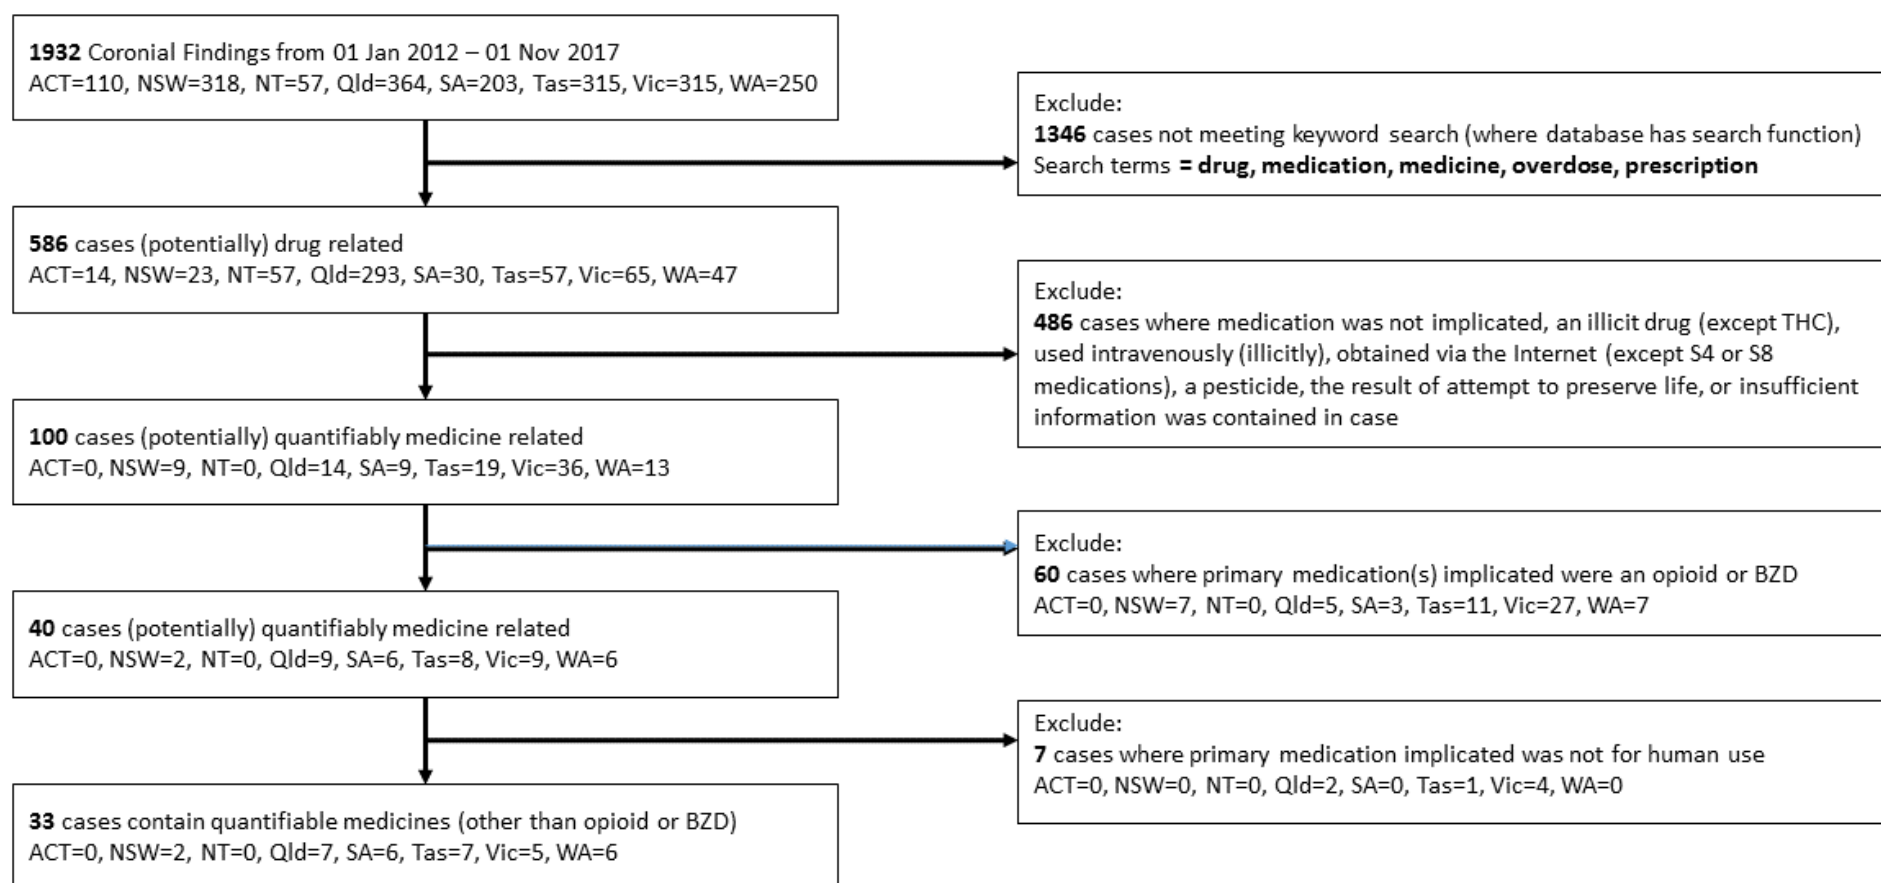 1932 Coronial Findings from 01 Jan 2012 – 01 Nov 2017
ACT=110, NSW=318, NT=57, Qld=364, SA=203, Tas=315, Vic=315, WA=250
Exclude:
1346 cases not meeting keyword search (where database has search function)
Search terms = drug, medication, medicine, overdose, prescription
586 cases (potentially) drug related
ACT=14, NSW=23, NT=57, Qld=293, SA=30, Tas=57, Vic=65, WA=47
Exclude:
486 cases where medication was not implicated, an illicit drug (except THC),
used intravenously (illicitly), obtained via the Internet (except S4 or S8
medications), a pesticide, the result of attempt to preserve life, or insufficient
information was contained in case
100 cases (potentially) quantifiably medicine related
ACT=0, NSW=9, NT=0, Qld=14, SA=9, Tas=19, Vic=36, WA=13
Exclude:
60 cases where primary medication(s) implicated were an opioid or BZD
ACT=0, NSW=7, NT=0, Qld=5, SA=3, Tas=11, Vic=27, WA=7
40 cases (potentially) quantifiably medicine related
ACT=0, NSW=2, NT=0, Qld=9, SA=6, Tas=8, Vic=9, WA=6
Exclude:
7 cases where primary medication implicated was not for human use
ACT=0, NSW=0, NT=0, Qld=2, SA=0, Tas=1, Vic=4, WA=0
33 cases contain quantifiable medicines (other than opioid or BZD)
ACT=0, NSW=2, NT=0, Qld=7, SA=6, Tas=7, Vic=5, WA=6